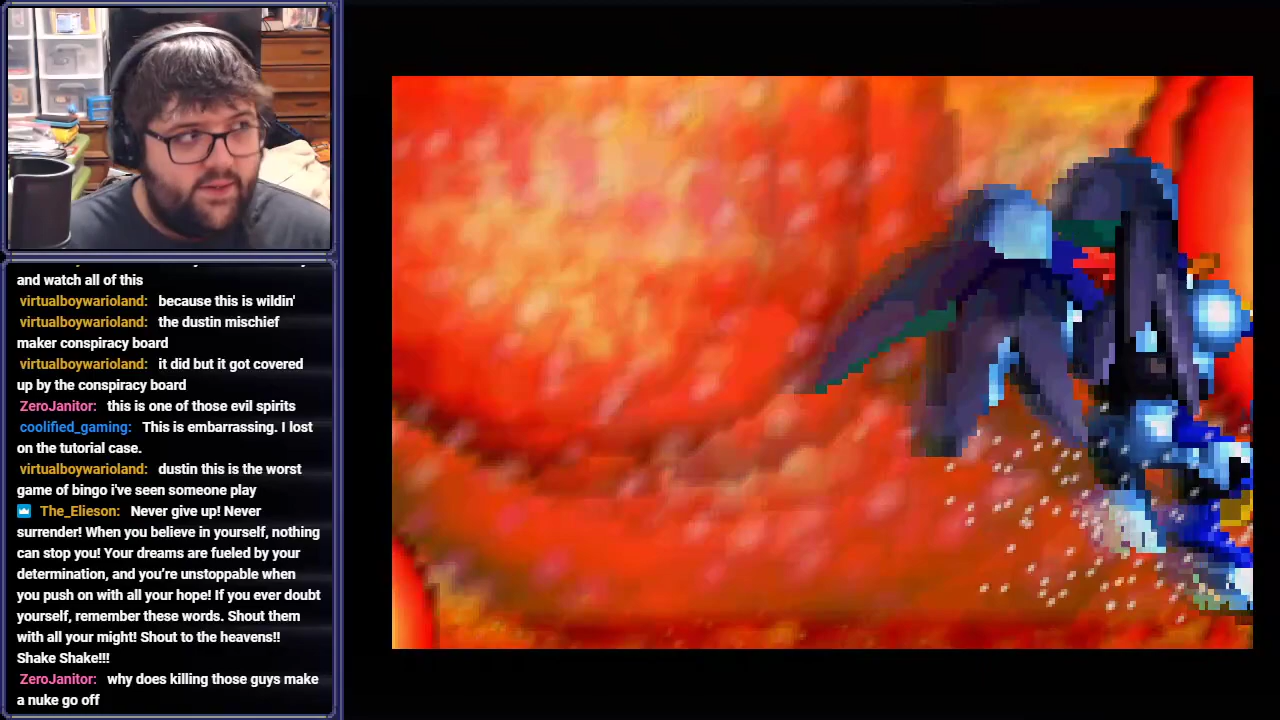 and watch all of this
virtualboywarioland: because this is wildin'
virtualboywarioland: the dustin mischief
maker conspiracy board
virtualboywarioland: it did but it got covered
up by the conspiracy board
ZeroJanitor: this is one of those evil spirits
coolified_gaming: This is embarrassing. I lost
on the tutorial case.
virtualboywarioland: dustin this is the worst
game of bingo i've seen someone play
The_Elieson: Never give up! Never
surrender! When you believe in yourself, nothing
can stop you! Your dreams are fueled by your
determination, and you’re unstoppable when
you push on with all your hope! If you ever doubt
yourself, remember these words. Shout them
with all your might! Shout to the heavens!!
Shake Shake!!!
ZeroJanitor: why does killing those guys make
a nuke go off